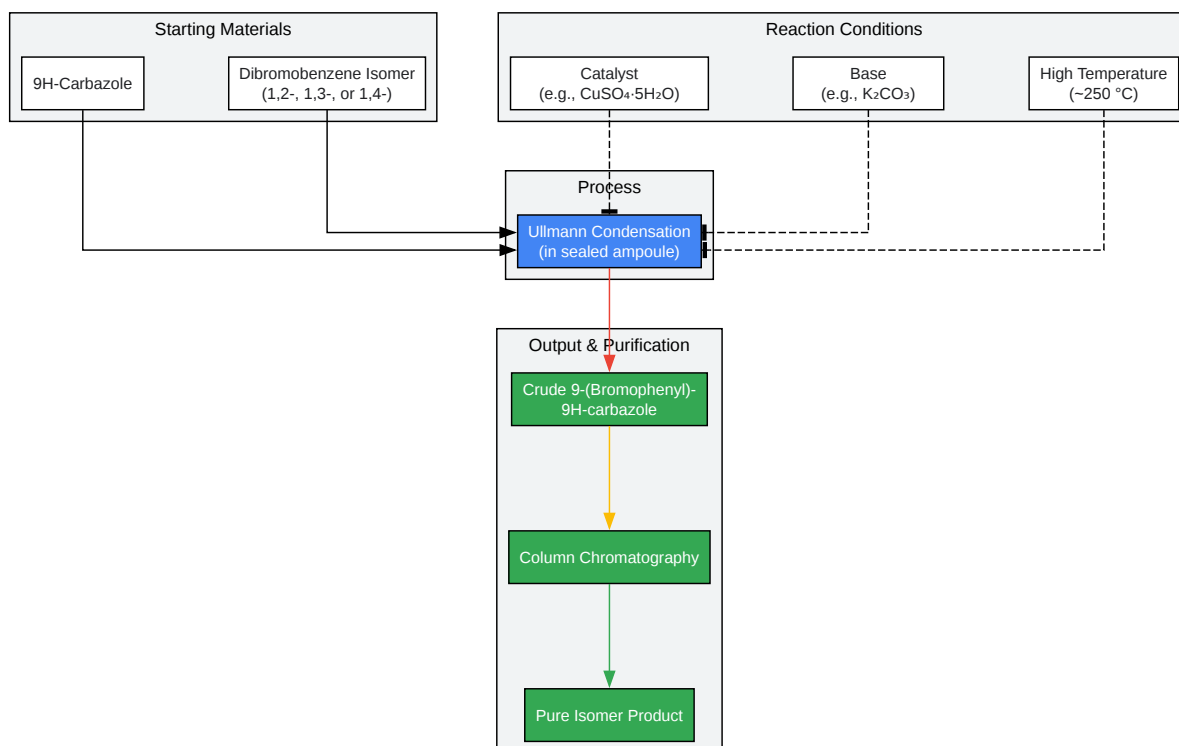 Starting Materials
9H-Carbazole
Dibromobenzene Isomer
(1,2-, 1,3-, or 1,4-)
Reaction Conditions
Catalyst
(e.g., CuSO₄·5H₂O)
Base
(e.g., K₂CO₃)
High Temperature
(~250 °C)
Process
Ullmann Condensation
(in sealed ampoule)
Output & Purification
Crude 9-(Bromophenyl)-
9H-carbazole
Column Chromatography
Pure Isomer Product